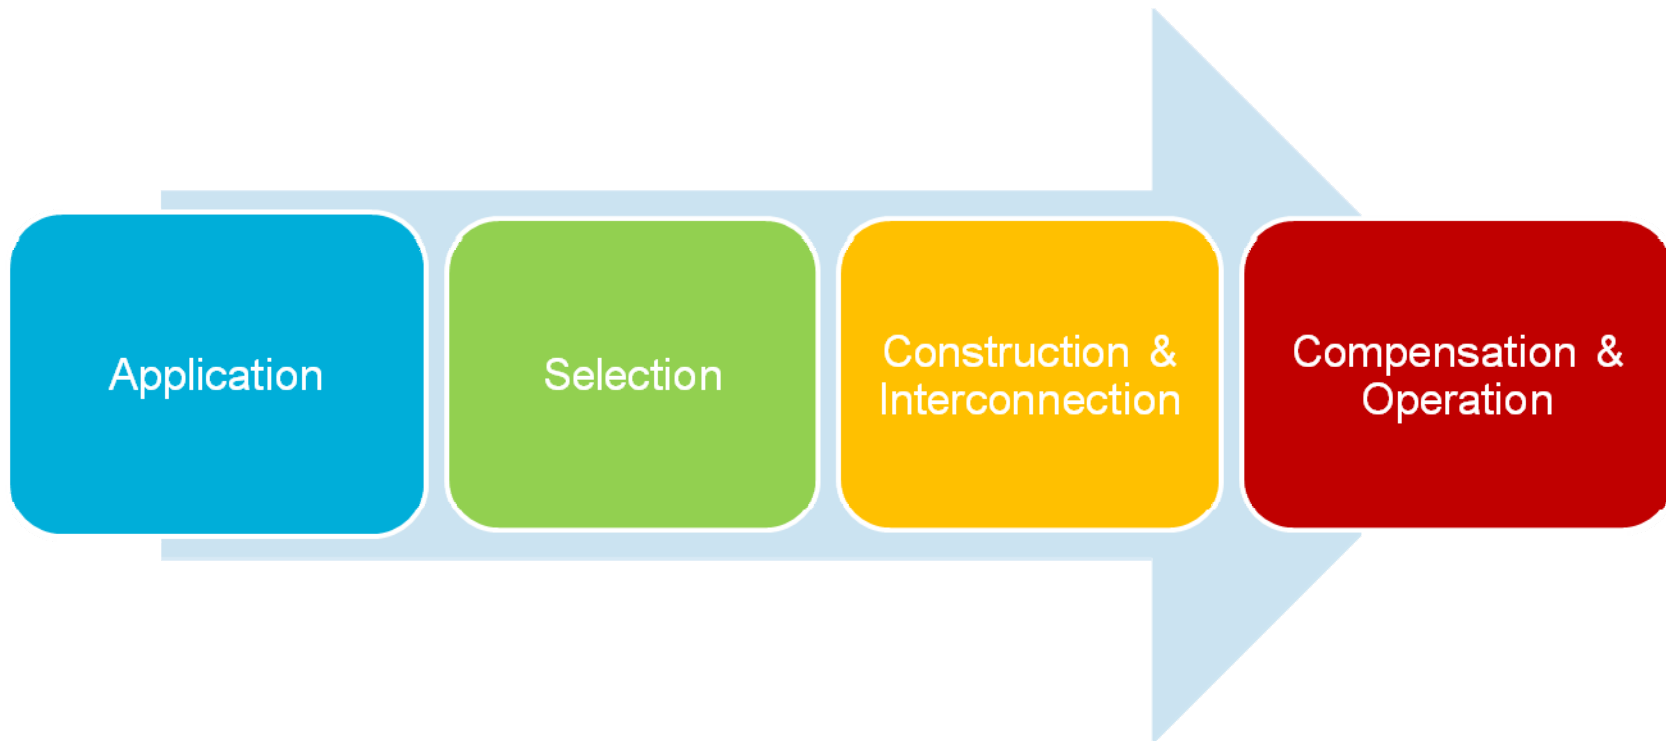 Application
Selection
Construction &
Interconnection
Compensation &
Operation